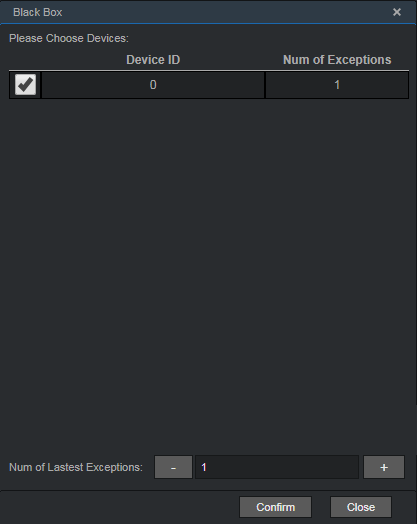 Black Box ×
Please Choose Devices:
Device ID Num of Exceptions
0 1
Num of Lastest Exceptions: - 1 +
Confirm Close